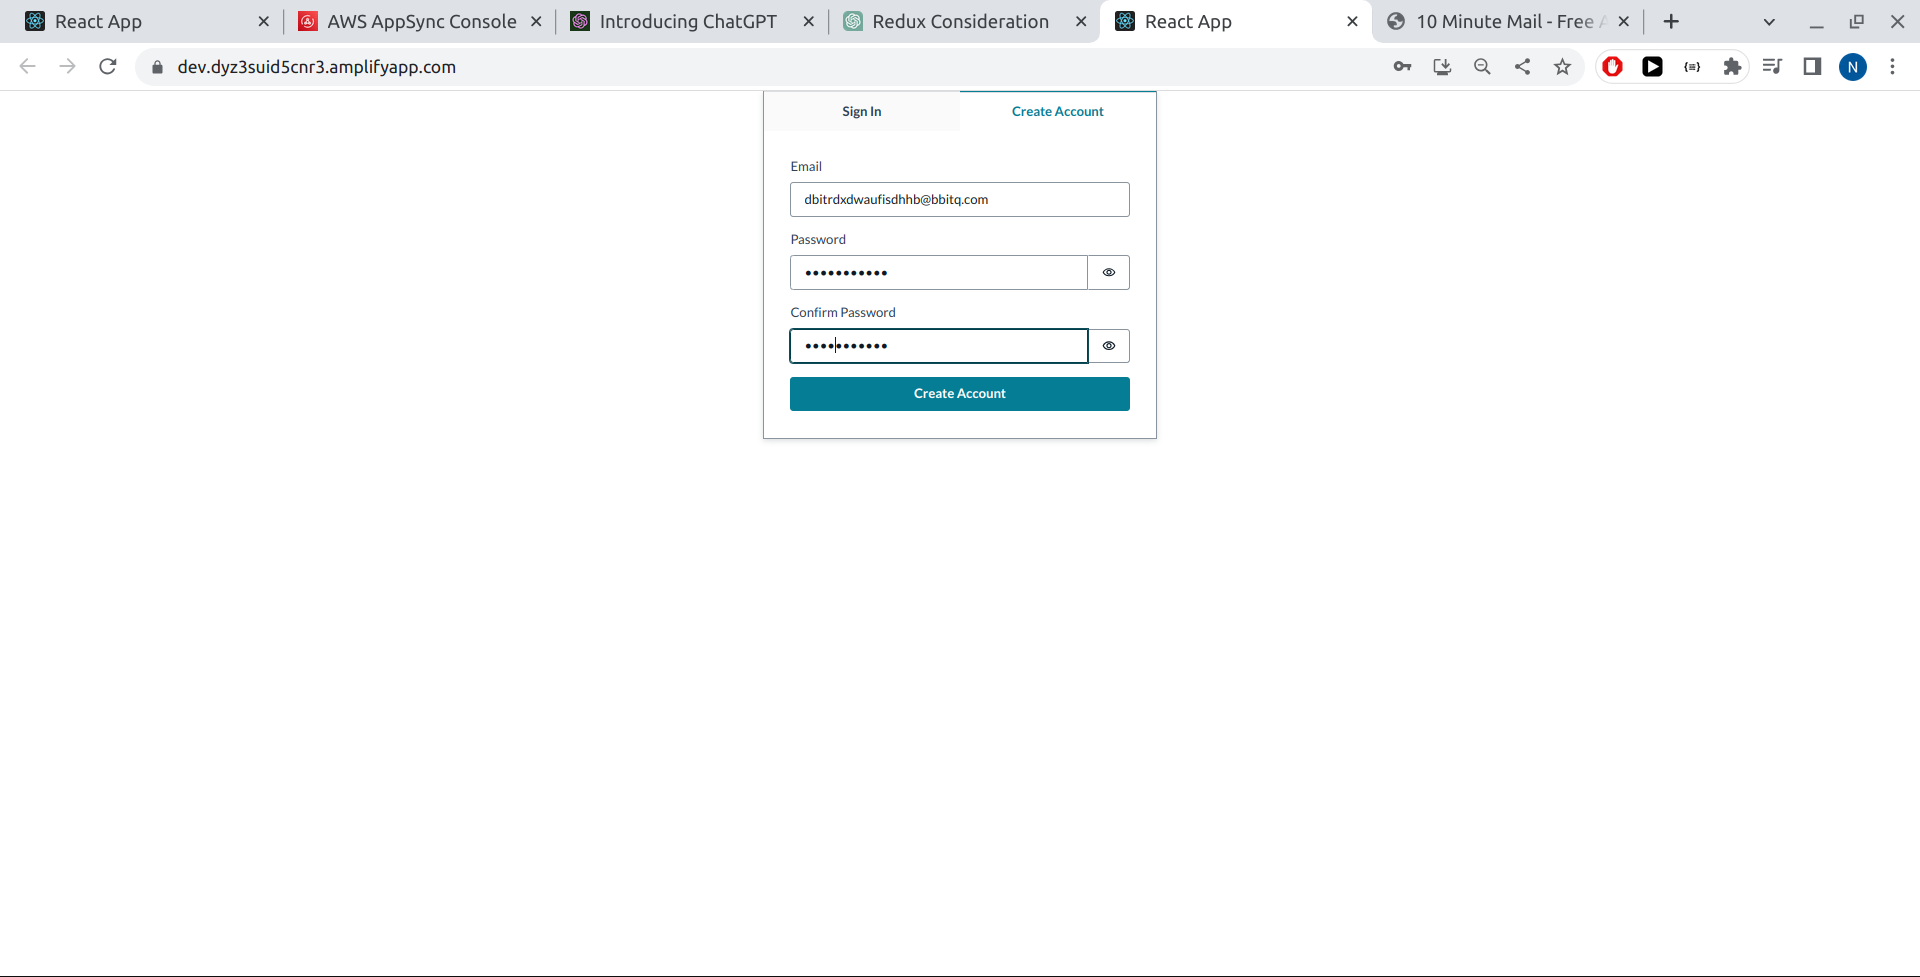 React App
AWS AppSync Console
Introducing ChatGPT
Redux Consideration
React App
10 Minute Mail - Free A
dev.dyz3suid5cnr3.amplifyapp.com
N
Sign In
Create Account
Email
dbitrdxdwaufisdhhb@bbitq.com
Password
•••••••••••
Confirm Password
•••••••••••
Create Account